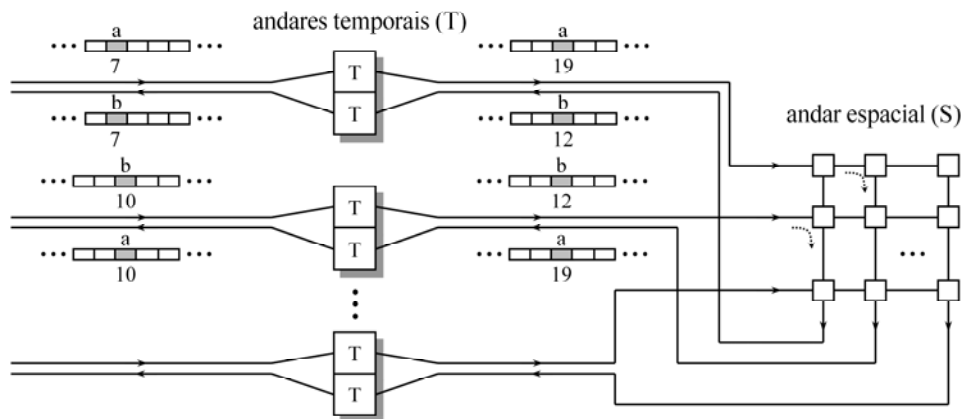 andares temporais (T)
••• a •••
7
••• a •••
19
T
T
••• b •••
7
••• b •••
12
andar espacial (S)
••• b •••
10
••• b •••
12
T
T
••• a •••
10
••• a •••
19
•••
T
T